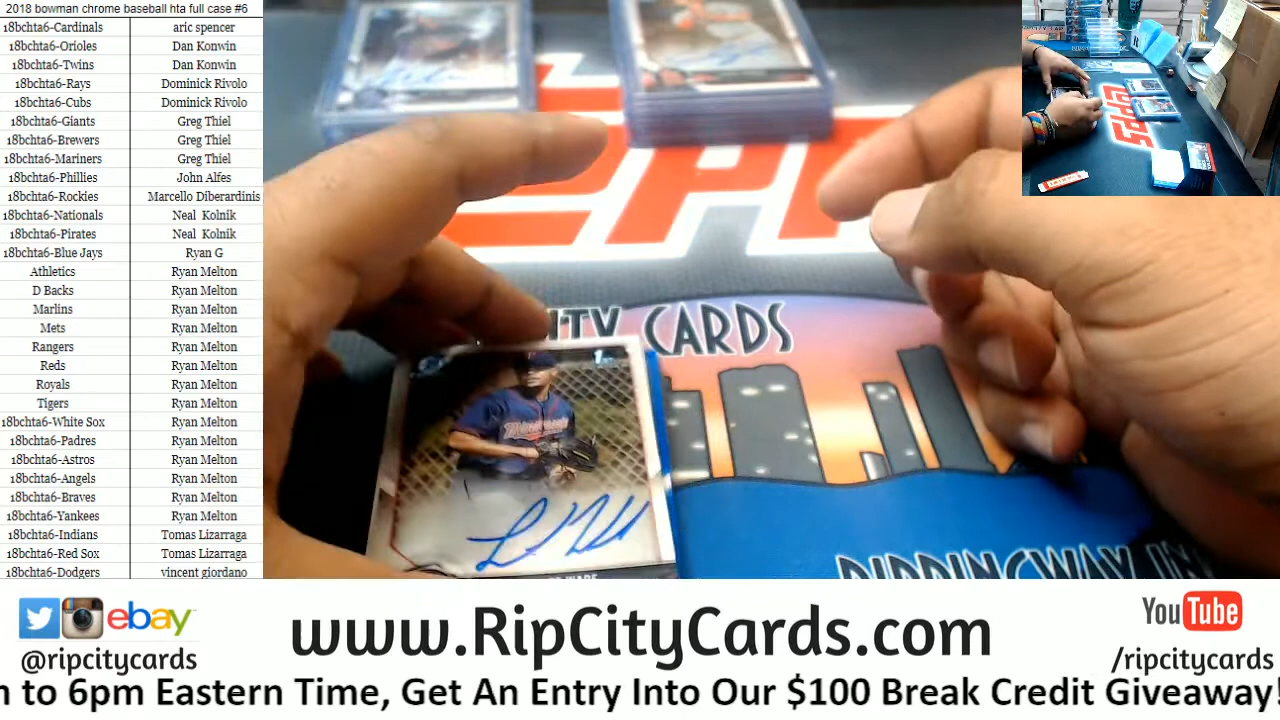 2018 bowman chrome baseball hta full case #6
18bchta6-Cardinals aric spencer
18bchta6-Orioles Dan Konwin
18bchta6-Twins Dan Konwin
18bchta6-Rays Dominick Rivolo
18bchta6-Cubs Dominick Rivolo
18bchta6-Giants Greg Thiel
18bchta6-Brewers Greg Thiel
18bchta6-Mariners Greg Thiel
18bchta6-Phillies John Alfes
18bchta6-Rockies Marcello Diberardinis
18bchta6-Nationals Neal Kolnik
18bchta6-Pirates Neal Kolnik
18bchta6-Blue Jays Ryan G
Athletics Ryan Melton
D Backs Ryan Melton
Marlins Ryan Melton
Mets Ryan Melton
Rangers Ryan Melton
Reds Ryan Melton
Royals Ryan Melton
Tigers Ryan Melton
18bchta6-White Sox Ryan Melton
18bchta6-Padres Ryan Melton
18bchta6-Astros Ryan Melton
18bchta6-Angels Ryan Melton
18bchta6-Braves Ryan Melton
18bchta6-Yankees Ryan Melton
18bchta6-Indians Tomas Lizarraga
18bchta6-Red Sox Tomas Lizarraga
18bchta6-Dodgers vincent giordano
CARDS
ebay
@ripcitycards
www.RipCityCards.com
YouTube
/ripcitycards
to 6pm Eastern Time, Get An Entry Into Our $100 Break Credit Giveaway!